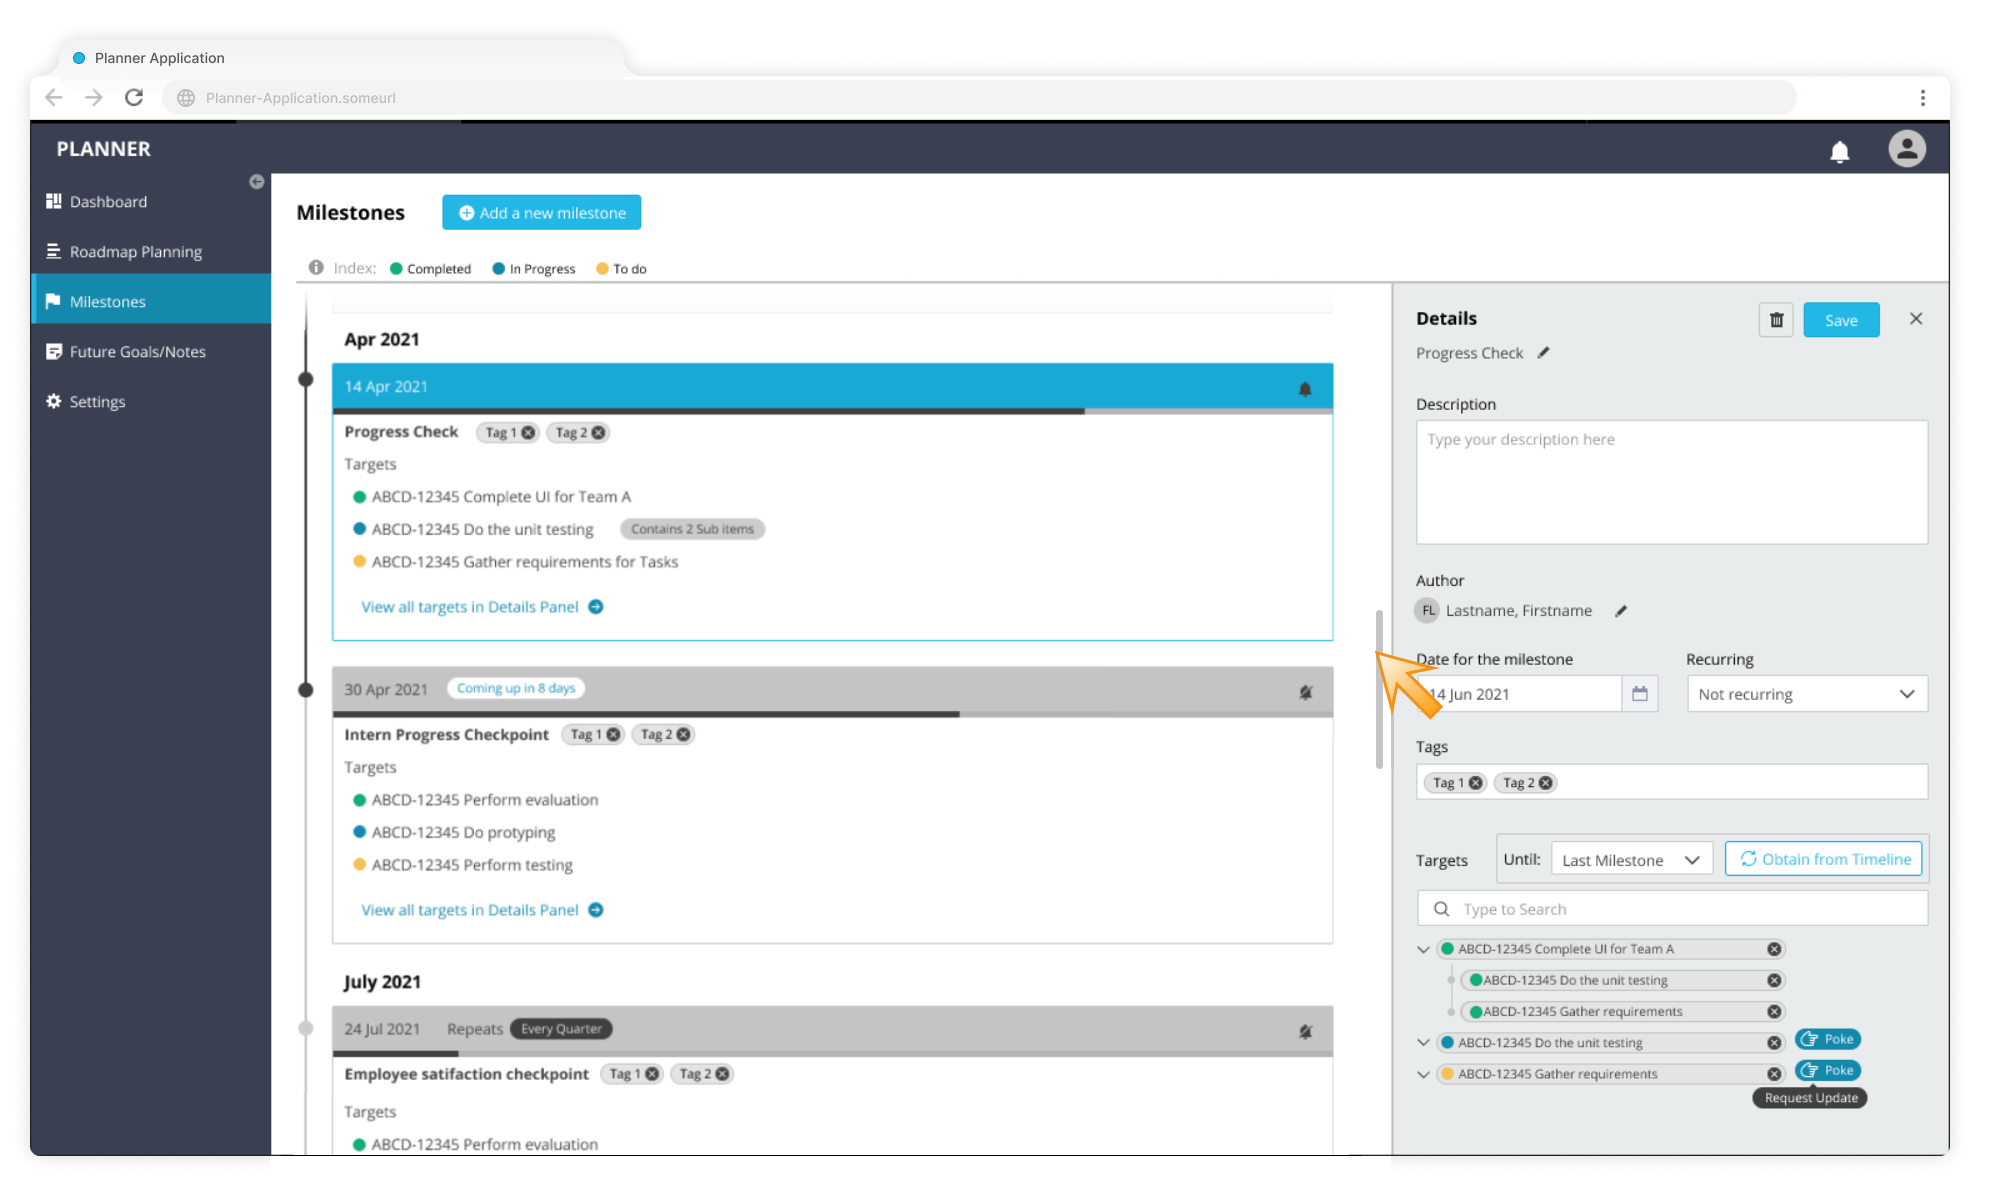 Planner Application
Planner-Application.someurl
PLANNER
Dashboard
Roadmap Planning
Milestones
Future Goals/Notes
Settings
Milestones
Add a new milestone
Index: Completed In Progress To do
Apr 2021
14 Apr 2021
Progress Check Tag 1 Tag 2
Targets
ABCD-12345 Complete UI for Team A
ABCD-12345 Do the unit testing Contains 2 Sub items
ABCD-12345 Gather requirements for Tasks
View all targets in Details Panel
30 Apr 2021 Coming up in 8 days
Intern Progress Checkpoint Tag 1 Tag 2
Targets
ABCD-12345 Perform evaluation
ABCD-12345 Do protyping
ABCD-12345 Perform testing
View all targets in Details Panel
July 2021
24 Jul 2021 Repeats Every Quarter
Employee satifaction checkpoint Tag 1 Tag 2
Targets
ABCD-12345 Perform evaluation
Details
Save
Progress Check
Description
Type your description here
Author
FL Lastname, Firstname
Date for the milestone Recurring
14 Jun 2021 Not recurring
Tags
Tag 1 Tag 2
Targets Until: Last Milestone Obtain from Timeline
Type to Search
ABCD-12345 Complete UI for Team A
ABCD-12345 Do the unit testing
ABCD-12345 Gather requirements
ABCD-12345 Do the unit testing Poke
ABCD-12345 Gather requirements Poke
Request Update